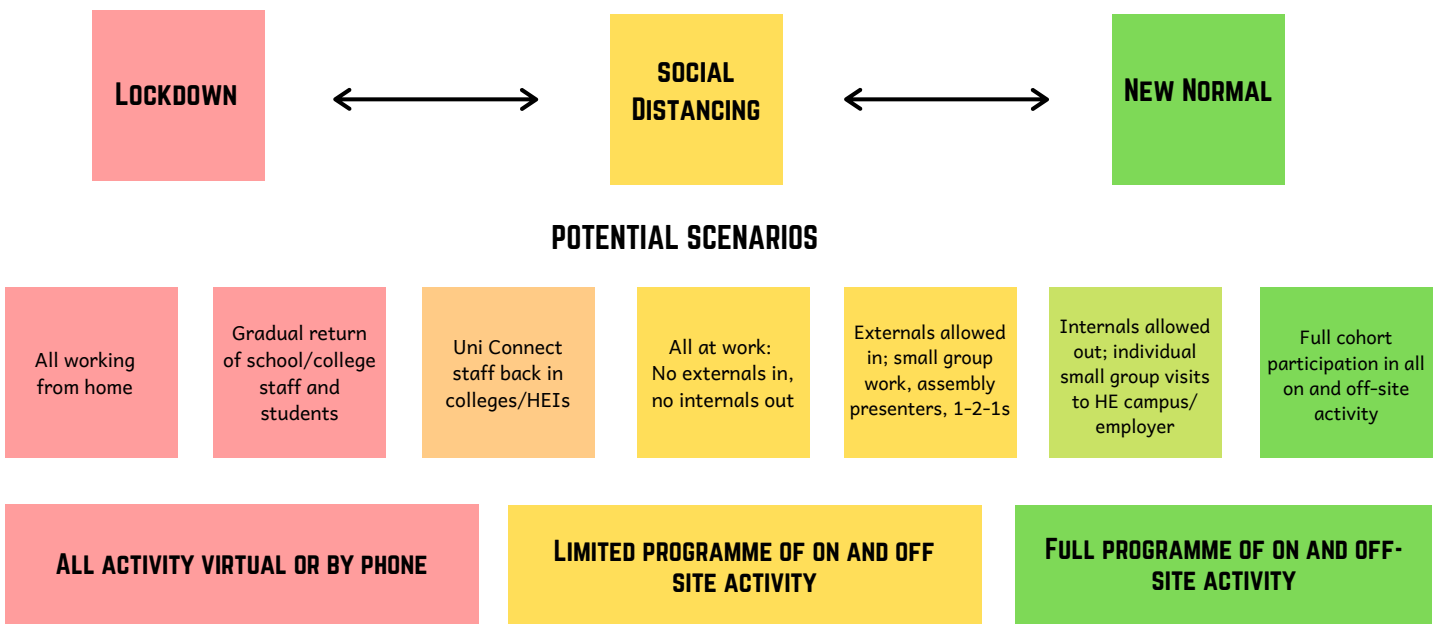 LOCKDOWN
SOCIAL
DISTANCING
NEW NORMAL
POTENTIAL SCENARIOS
All working
from home
Gradual return
of school/college
staff and
students
Uni Connect
staff back in
colleges/HEIs
All at work:
No externals in,
no internals out
Externals allowed
in; small group
work, assembly
presenters, 1-2-1s
Internals allowed
out; individual
small group visits
to HE campus/
employer
Full cohort
participation in all
on and off-site
activity
ALL ACTIVITY VIRTUAL OR BY PHONE
LIMITED PROGRAMME OF ON AND OFF
SITE ACTIVITY
FULL PROGRAMME OF ON AND OFF-
SITE ACTIVITY